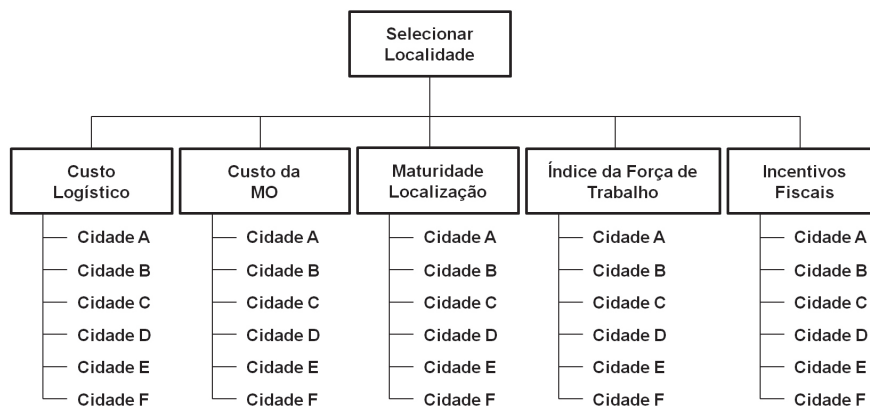 Selecionar
Localidade
Custo
Logístico
Custo da
MO
Maturidade
Localização
Índice da Força de
Trabalho
Incentivos
Fiscais
Cidade A
Cidade B
Cidade C
Cidade D
Cidade E
Cidade F
Cidade A
Cidade B
Cidade C
Cidade D
Cidade E
Cidade F
Cidade A
Cidade B
Cidade C
Cidade D
Cidade E
Cidade F
Cidade A
Cidade B
Cidade C
Cidade D
Cidade E
Cidade F
Cidade A
Cidade B
Cidade C
Cidade D
Cidade E
Cidade F